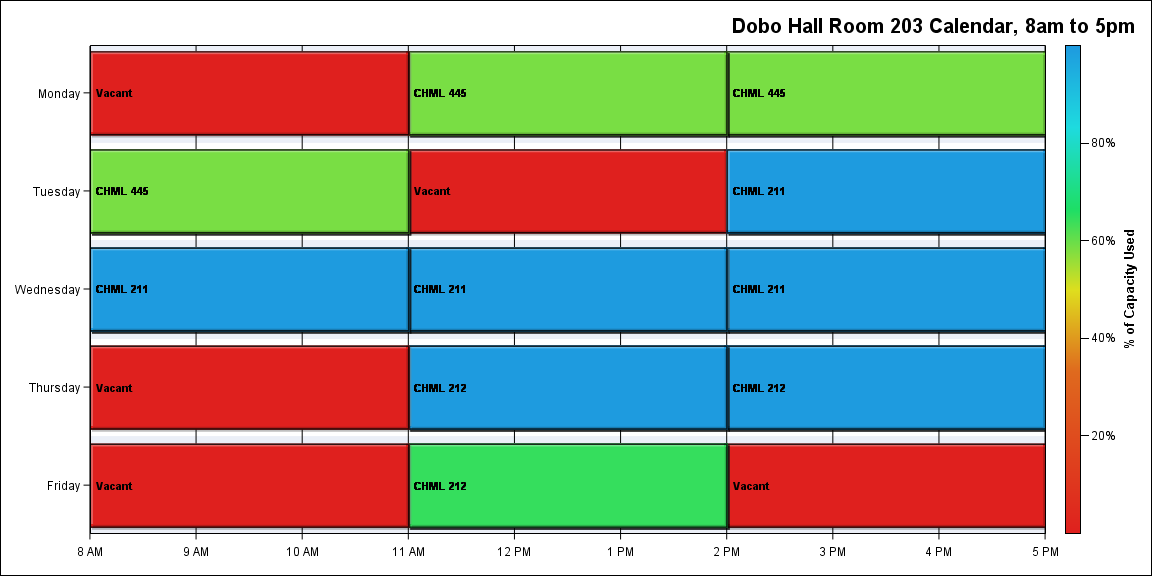 Dobo Hall Room 203 Calendar, 8am to 5pm
Monday
Vacant
CHML 445
CHML 445
Tuesday
CHML 445
Vacant
CHML 211
Wednesday
CHML 211
CHML 211
CHML 211
Thursday
Vacant
CHML 212
CHML 212
Friday
Vacant
CHML 212
Vacant
8 AM
9 AM
10 AM
11 AM
12 PM
1 PM
2 PM
3 PM
4 PM
5 PM
80%
60%
40%
20%
% of Capacity Used